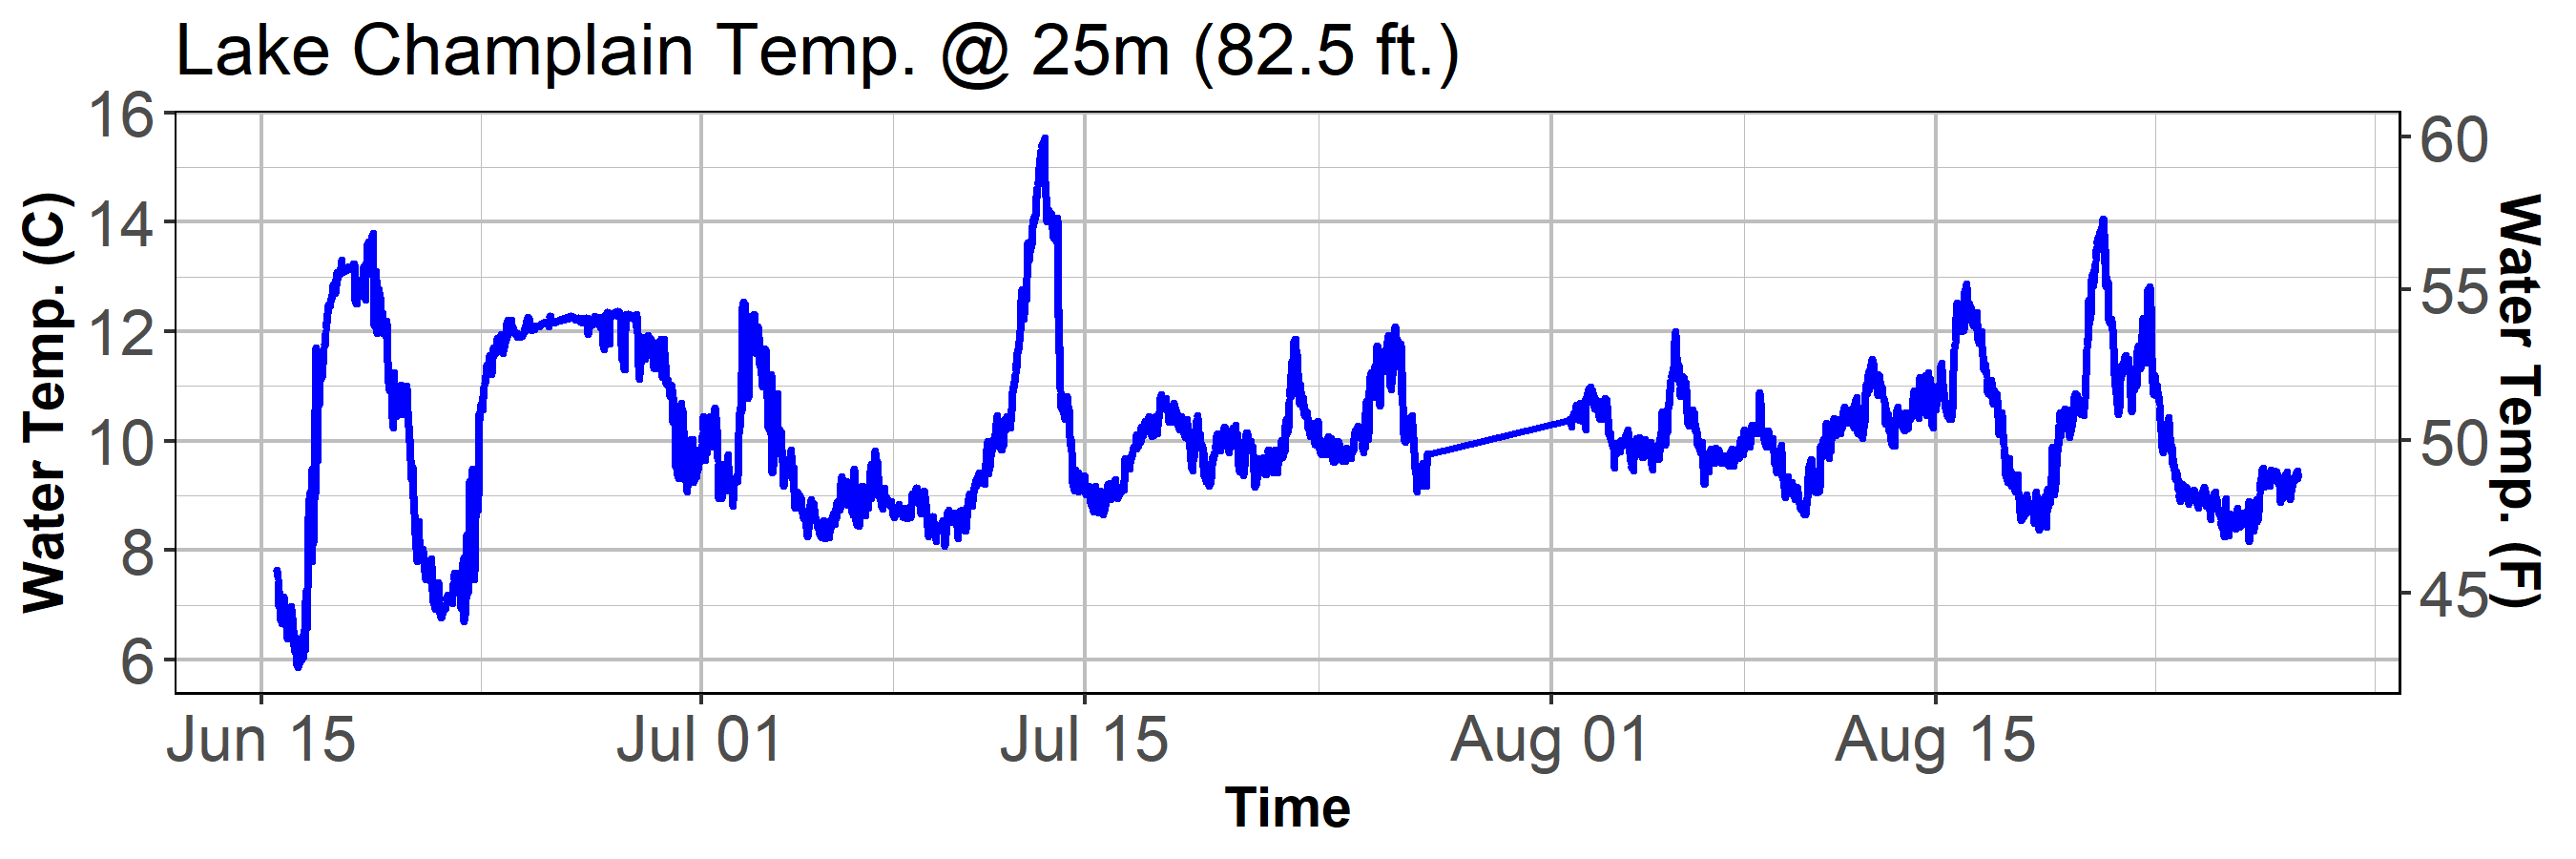 Lake Champlain Temp. @ 25m (82.5 ft.)
Water Temp. (C)
16
14
12
10
8
6
60
55
50
45
Water Temp. (F)
Jun 15
Jul 01
Jul 15
Aug 01
Aug 15
Time